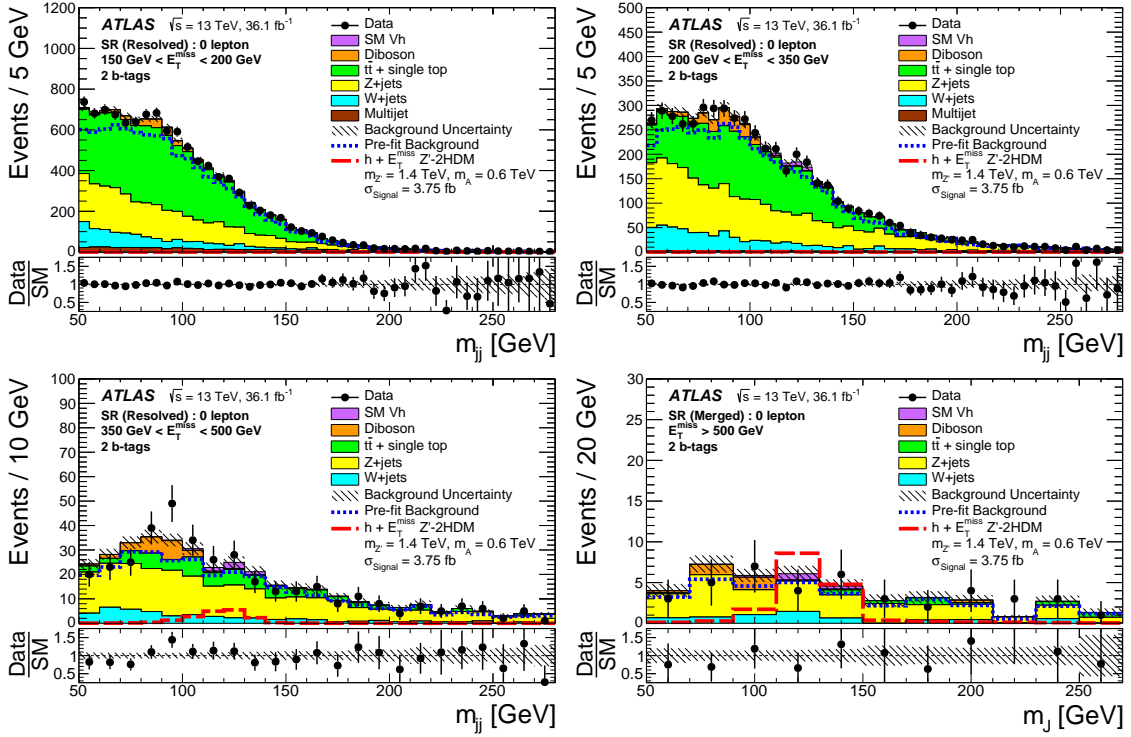 Events / 5 GeV
ATLAS √s = 13 TeV, 36.1 fb⁻¹
SR (Resolved) : 0 lepton
150 GeV < E_T^miss < 200 GeV
2 b-tags
Data
SM Vh
Diboson
tt̄ + single top
Z+jets
W+jets
Multijet
Background Uncertainty
Pre-fit Background
h + E_T^miss Z'-2HDM
m_Z' = 1.4 TeV, m_A = 0.6 TeV
σ_Signal = 3.75 fb
1200
1000
800
600
400
200
0
Data
SM
1.5
1
0.5
50 100 150 200 250
m_jj [GeV]
Events / 5 GeV
ATLAS √s = 13 TeV, 36.1 fb⁻¹
SR (Resolved) : 0 lepton
200 GeV < E_T^miss < 350 GeV
2 b-tags
Data
SM Vh
Diboson
tt̄ + single top
Z+jets
W+jets
Multijet
Background Uncertainty
Pre-fit Background
h + E_T^miss Z'-2HDM
m_Z' = 1.4 TeV, m_A = 0.6 TeV
σ_Signal = 3.75 fb
500
450
400
350
300
250
200
150
100
50
0
Data
SM
1.5
1
0.5
50 100 150 200 250
m_jj [GeV]
Events / 10 GeV
ATLAS √s = 13 TeV, 36.1 fb⁻¹
SR (Resolved) : 0 lepton
350 GeV < E_T^miss < 500 GeV
2 b-tags
Data
SM Vh
Diboson
tt̄ + single top
Z+jets
W+jets
Background Uncertainty
Pre-fit Background
h + E_T^miss Z'-2HDM
m_Z' = 1.4 TeV, m_A = 0.6 TeV
σ_Signal = 3.75 fb
100
90
80
70
60
50
40
30
20
10
0
Data
SM
1.5
1
0.5
50 100 150 200 250
m_jj [GeV]
Events / 20 GeV
ATLAS √s = 13 TeV, 36.1 fb⁻¹
SR (Merged) : 0 lepton
E_T^miss > 500 GeV
2 b-tags
Data
SM Vh
Diboson
tt̄ + single top
Z+jets
W+jets
Background Uncertainty
Pre-fit Background
h + E_T^miss Z'-2HDM
m_Z' = 1.4 TeV, m_A = 0.6 TeV
σ_Signal = 3.75 fb
30
25
20
15
10
5
0
Data
SM
1.5
1
0.5
50 100 150 200 250
m_J [GeV]